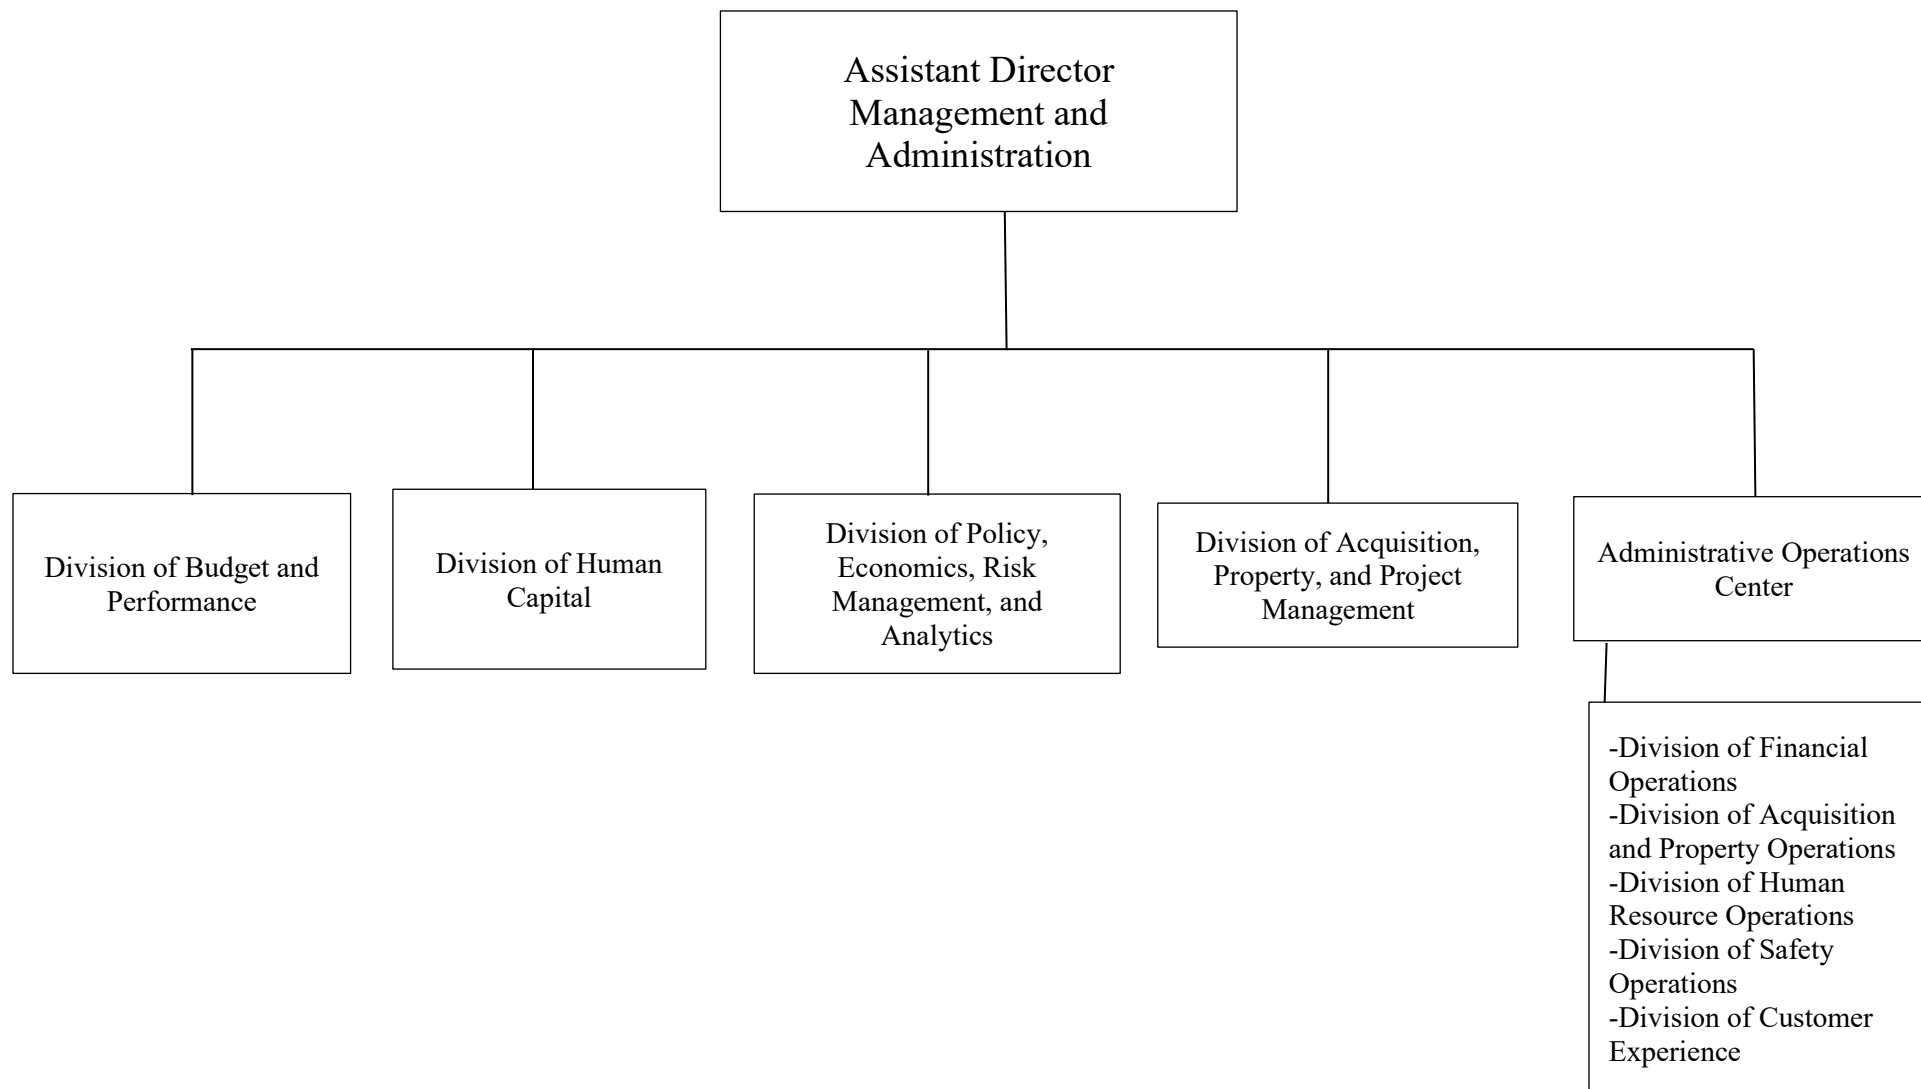 Assistant Director
Management and
Administration
Division of Budget and
Performance
Division of Human
Capital
Division of Policy,
Economics, Risk
Management, and
Analytics
Division of Acquisition,
Property, and Project
Management
Administrative Operations
Center
-Division of Financial
Operations
-Division of Acquisition
and Property Operations
-Division of Human
Resource Operations
-Division of Safety
Operations
-Division of Customer
Experience